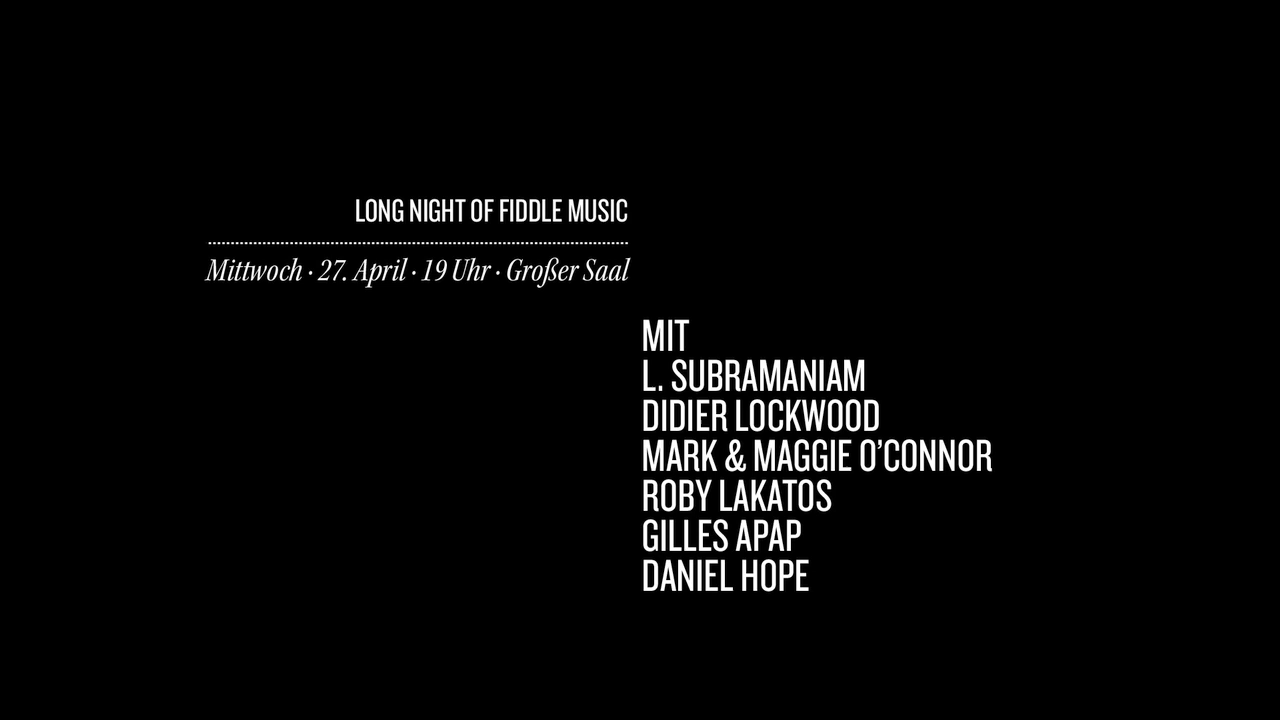 LONG NIGHT OF FIDDLE MUSIC
Mittwoch · 27. April · 19 Uhr · Großer Saal
MIT
L. SUBRAMANIAM
DIDIER LOCKWOOD
MARK & MAGGIE O’CONNOR
ROBY LAKATOS
GILLES APAP
DANIEL HOPE